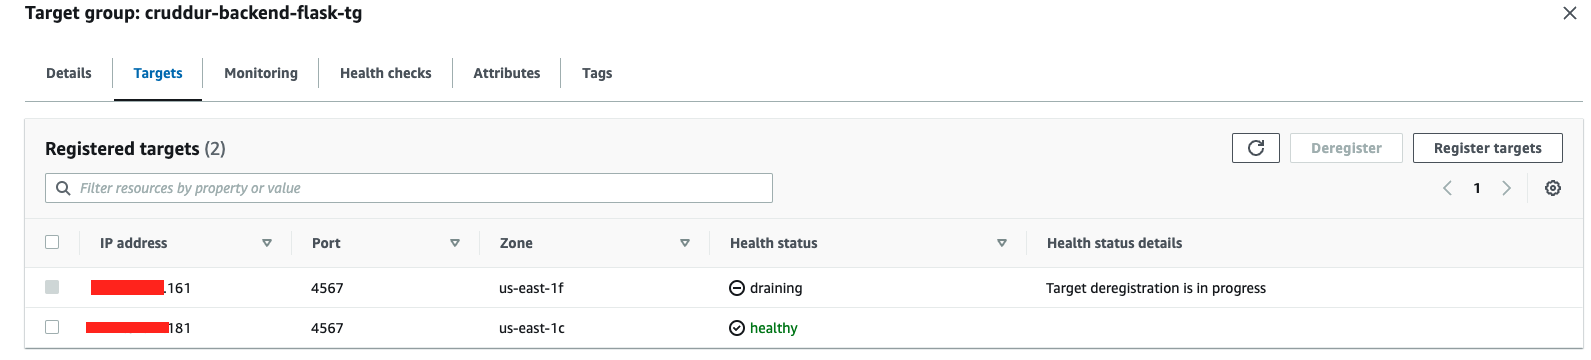 Target group: cruddur-backend-flask-tg
Details Targets Monitoring Health checks Attributes Tags
Registered targets (2)
Deregister Register targets
Filter resources by property or value
1
IP address Port Zone Health status Health status details
.161 4567 us-east-1f draining Target deregistration is in progress
181 4567 us-east-1c healthy